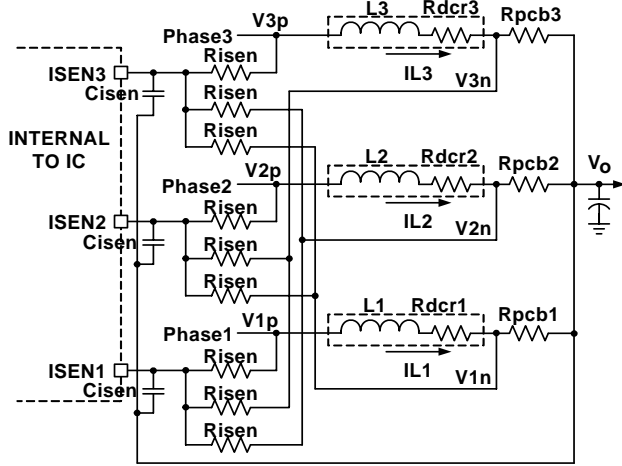 V3p
L3
Rdcr3
Rpcb3
Phase3
Risen
ISEN3
Cisen
IL3
V3n
Risen
Risen
INTERNAL
TO IC
V2p
L2
Rdcr2
Rpcb2
Vo
Phase2
Risen
ISEN2
Cisen
IL2
V2n
Risen
Risen
V1p
L1
Rdcr1
Rpcb1
Phase1
Risen
ISEN1
Cisen
IL1
V1n
Risen
Risen